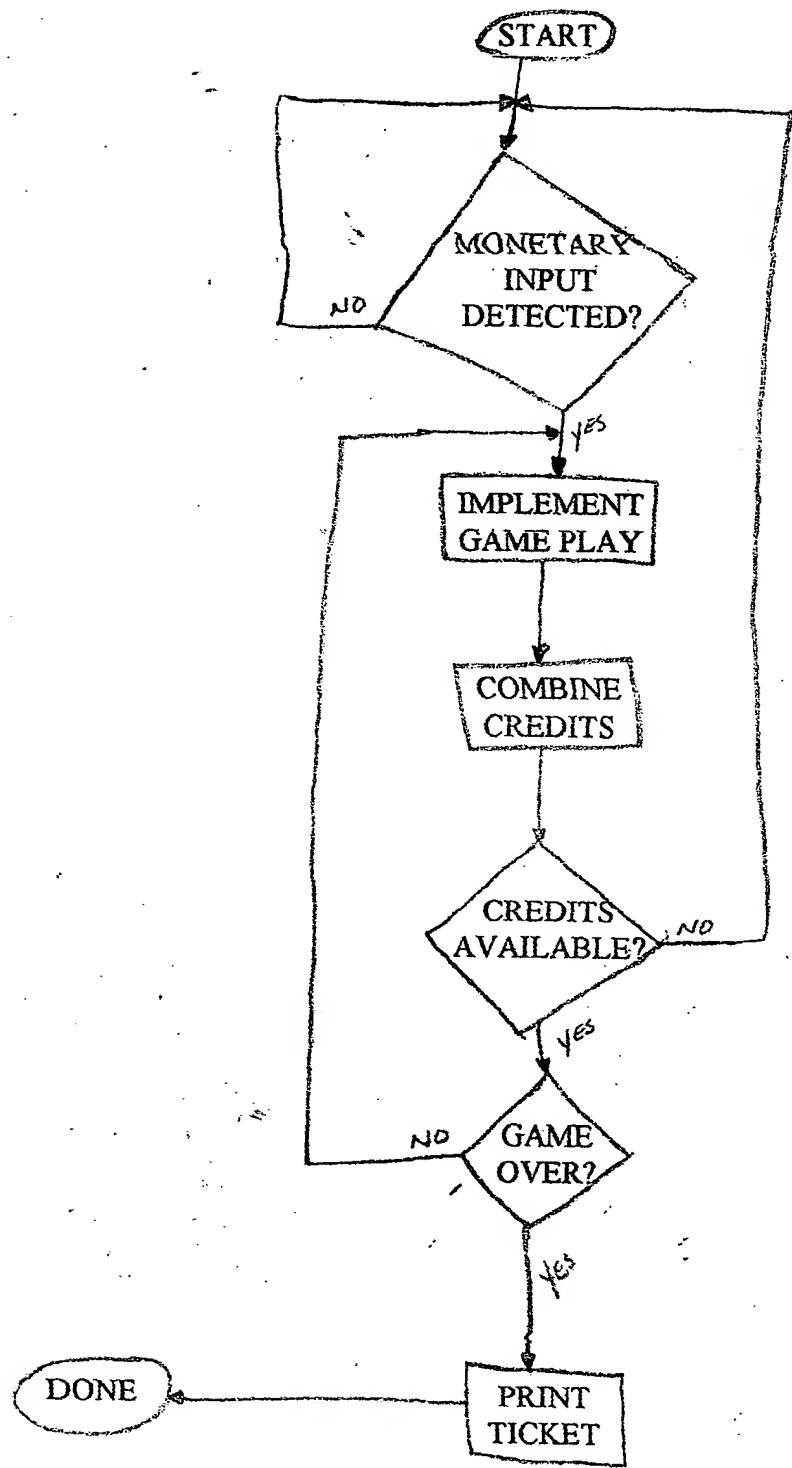 START
MONETARY
INPUT
DETECTED?
NO
YES
IMPLEMENT
GAME PLAY
COMBINE
CREDITS
CREDITS
AVAILABLE?
NO
YES
GAME
OVER?
NO
YES
PRINT
TICKET
DONE